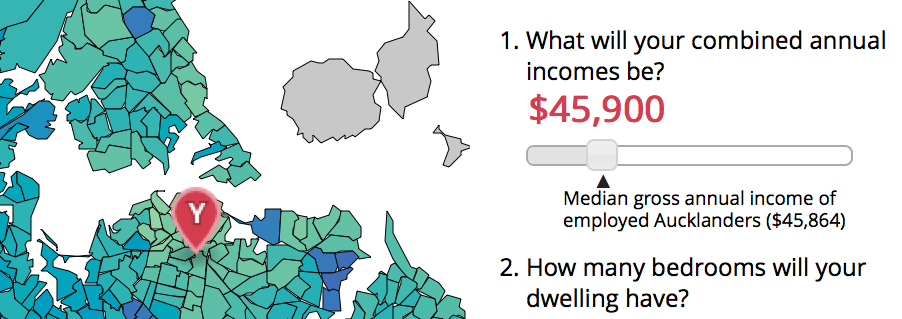 Y
1. What will your combined annual
incomes be?
$45,900
▲
Median gross annual income of
employed Aucklanders ($45,864)
2. How many bedrooms will your
dwelling have?